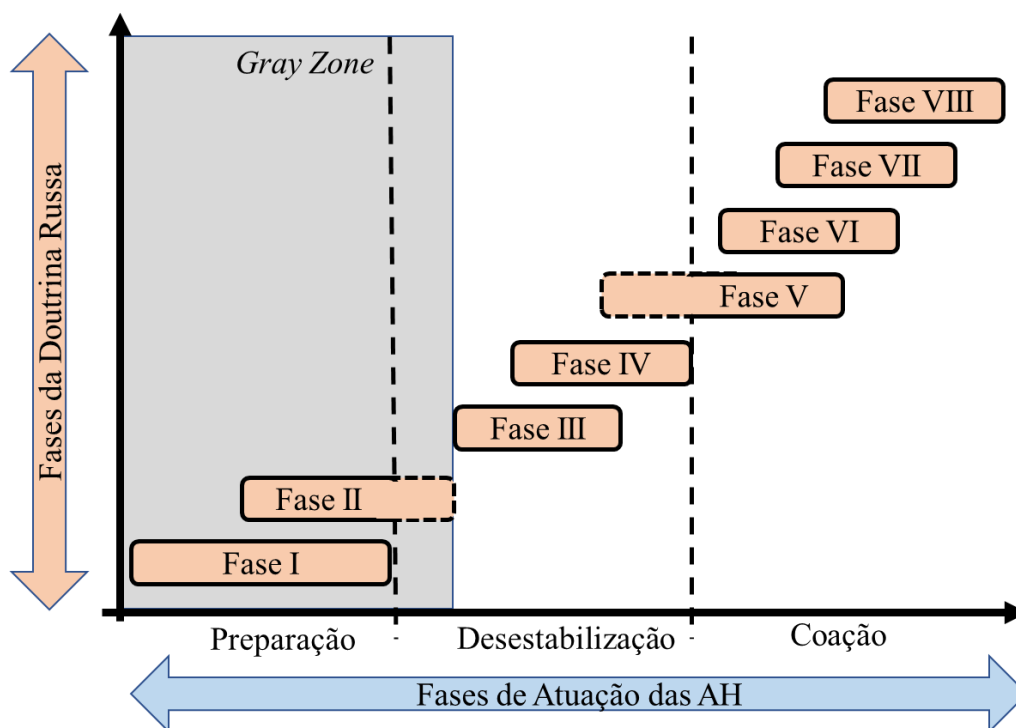 Gray Zone
Fase VIII
Fase VII
Fase VI
Fase V
Fase IV
Fase III
Fase II
Fase I
Fases da Doutrina Russa
Preparação
Desestabilização
Coação
Fases de Atuação das AH